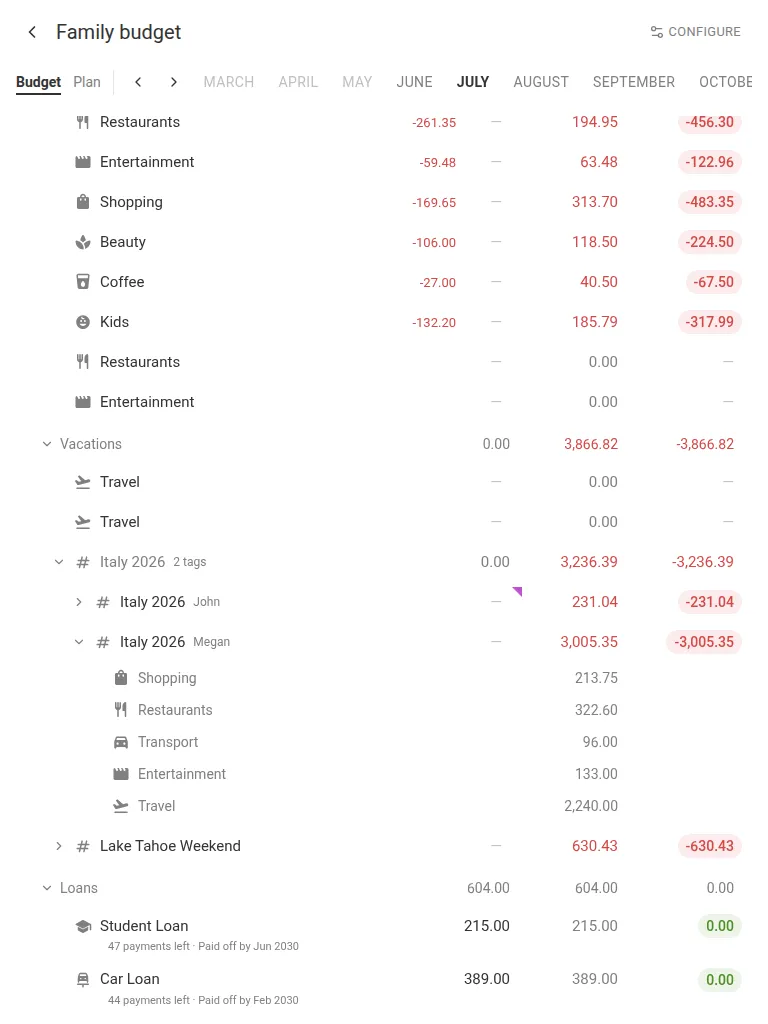 Family budget CONFIGURE
Budget Plan MARCH APRIL MAY JUNE JULY AUGUST SEPTEMBER OCTOBE
Restaurants -261.35 — 194.95 -456.30
Entertainment -59.48 — 63.48 -122.96
Shopping -169.65 — 313.70 -483.35
Beauty -106.00 — 118.50 -224.50
Coffee -27.00 — 40.50 -67.50
Kids -132.20 — 185.79 -317.99
Restaurants — 0.00 —
Entertainment — 0.00 —
Vacations 0.00 3,866.82 -3,866.82
Travel — 0.00 —
Travel — 0.00 —
# Italy 2026 2 tags 0.00 3,236.39 -3,236.39
# Italy 2026 John — 231.04 -231.04
# Italy 2026 Megan — 3,005.35 -3,005.35
Shopping 213.75
Restaurants 322.60
Transport 96.00
Entertainment 133.00
Travel 2,240.00
# Lake Tahoe Weekend — 630.43 -630.43
Loans 604.00 604.00 0.00
Student Loan 215.00 215.00 0.00
47 payments left · Paid off by Jun 2030
Car Loan 389.00 389.00 0.00
44 payments left · Paid off by Feb 2030